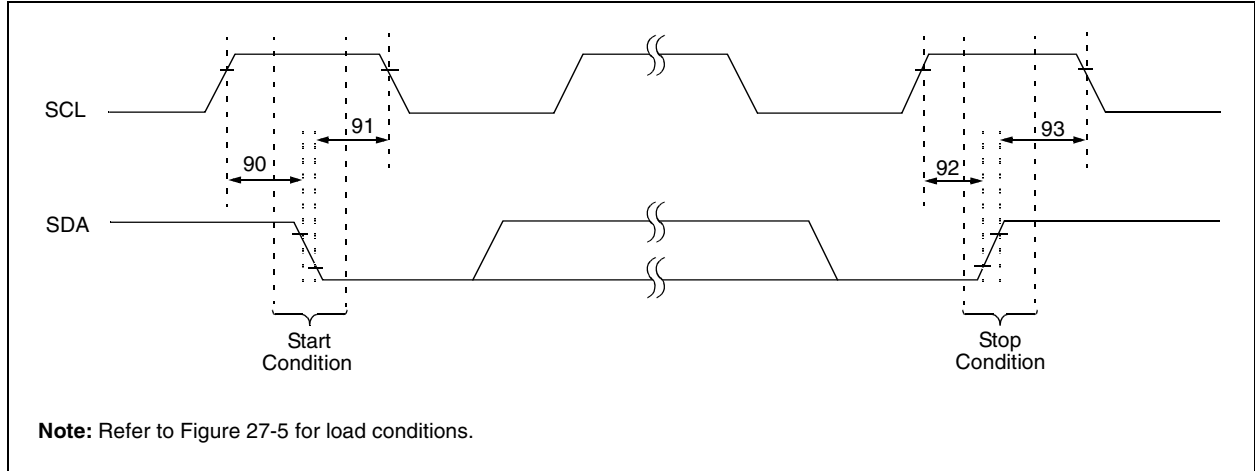 SCL
91
93
90
92
SDA
Start
Condition
Stop
Condition
Note: Refer to Figure 27-5 for load conditions.